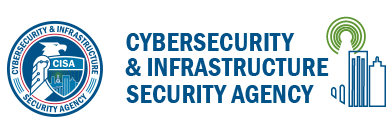 CYBERSECURITY & INFRASTRUCTURE
CISA
SECURITY AGENCY
CYBERSECURITY
& INFRASTRUCTURE
SECURITY AGENCY